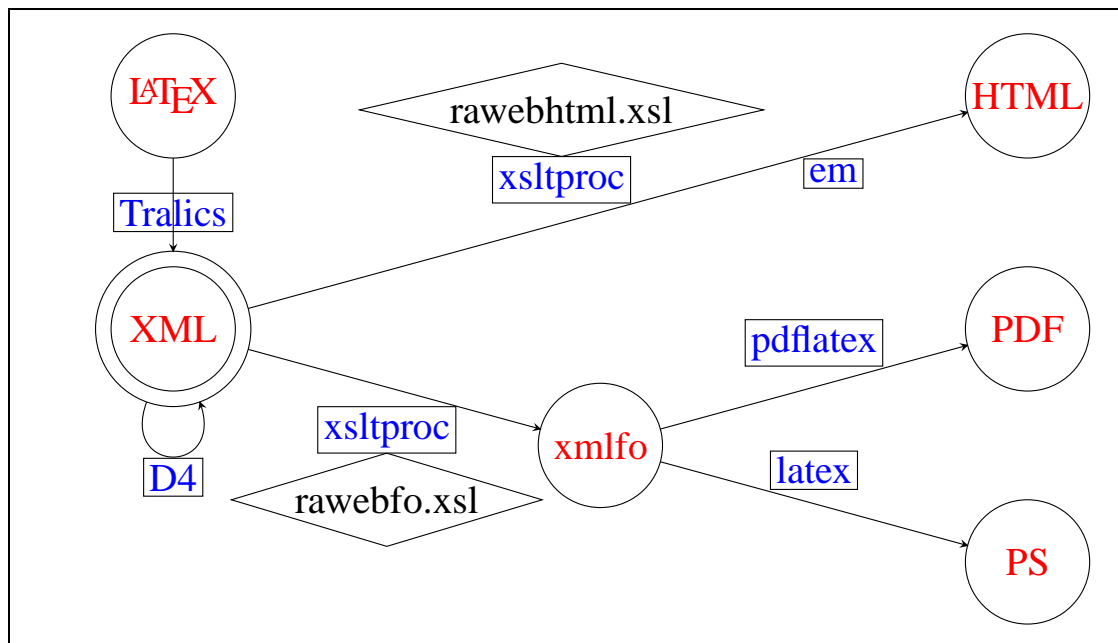 LATEX
rawebhtml.xsl
HTML
xsltproc
em
Tralics
XML
pdflatex
PDF
xsltproc
xmlfo
D4
rawebfo.xsl
latex
PS